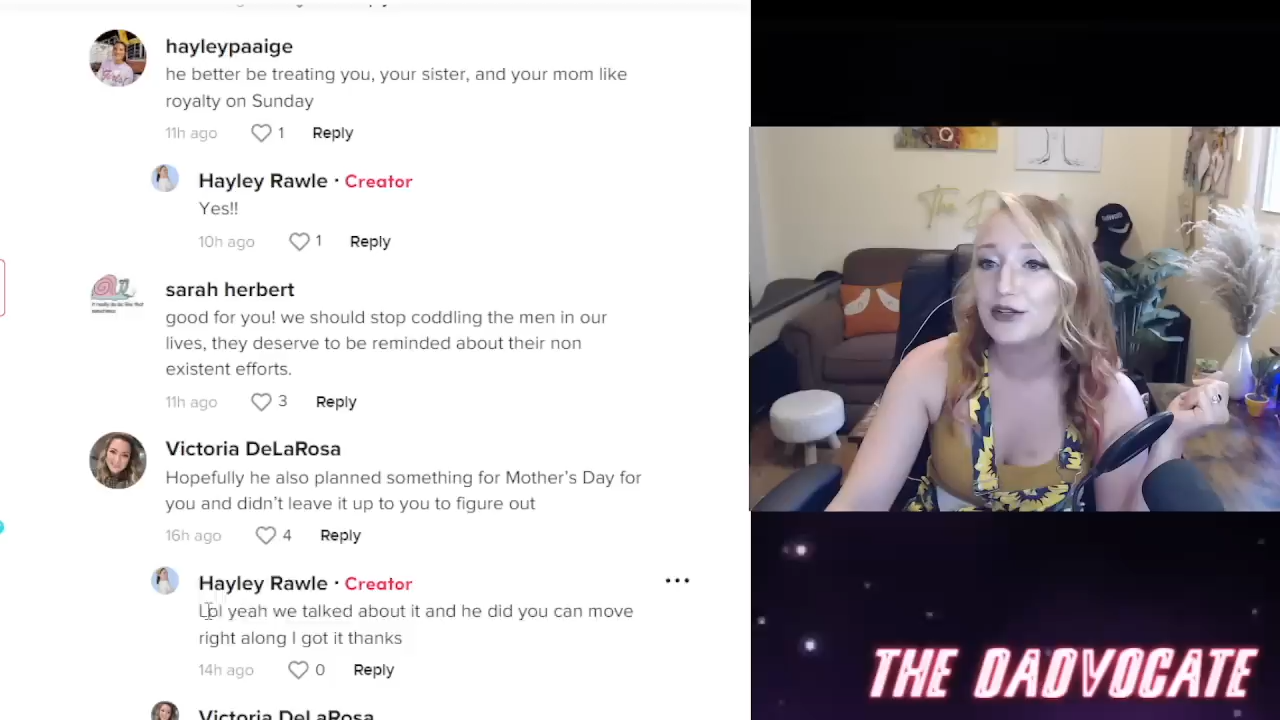 Reply
hayleypaaige
he better be treating you, your sister, and your mom like
royalty on Sunday
11h ago 1 Reply
Hayley Rawle · Creator
Yes!!
10h ago 1 Reply
sarah herbert
good for you! we should stop coddling the men in our
lives, they deserve to be reminded about their non
existent efforts.
11h ago 3 Reply
Victoria DeLaRosa
Hopefully he also planned something for Mother's Day for
you and didn't leave it up to you to figure out
16h ago 4 Reply
Hayley Rawle · Creator
Lol yeah we talked about it and he did you can move
right along I got it thanks
14h ago 0 Reply
Victoria DeLaRosa
The
THE DADVOCATE